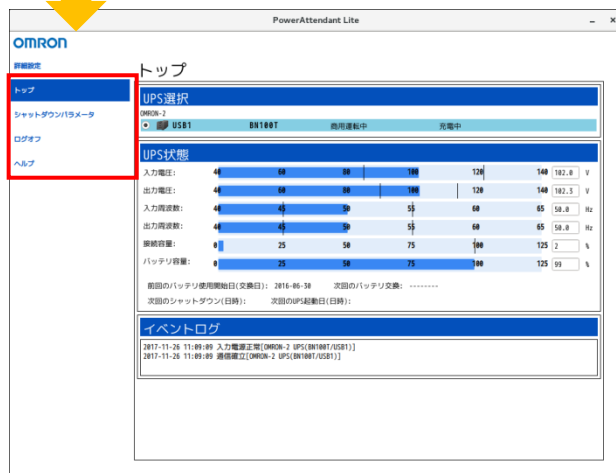 PowerAttendant Lite
OMRON
詳細設定
トップ
シャットダウンパラメータ
ログオフ
ヘルプ
トップ
UPS選択
OMRON-2
USB1 BN100T 商用運転中 充電中
UPS状態
入力電圧: 40 60 80 100 120 140 102.0 V
出力電圧: 40 60 80 100 120 140 102.3 V
入力周波数: 40 45 50 55 60 65 50.0 Hz
出力周波数: 40 45 50 55 60 65 50.0 Hz
接続容量: 0 25 50 75 100 125 2 %
バッテリ容量: 0 25 50 75 100 125 99 %
前回のバッテリ使用開始日(交換日): 2016-06-30 次回のバッテリ交換: --------
次回のシャットダウン(日時): 次回のUPS起動日(日時):
イベントログ
2017-11-26 11:09:09 入力電源正常[OMRON-2 UPS(BN100T/USB1)]
2017-11-26 11:09:09 通信確立[OMRON-2 UPS(BN100T/USB1)]